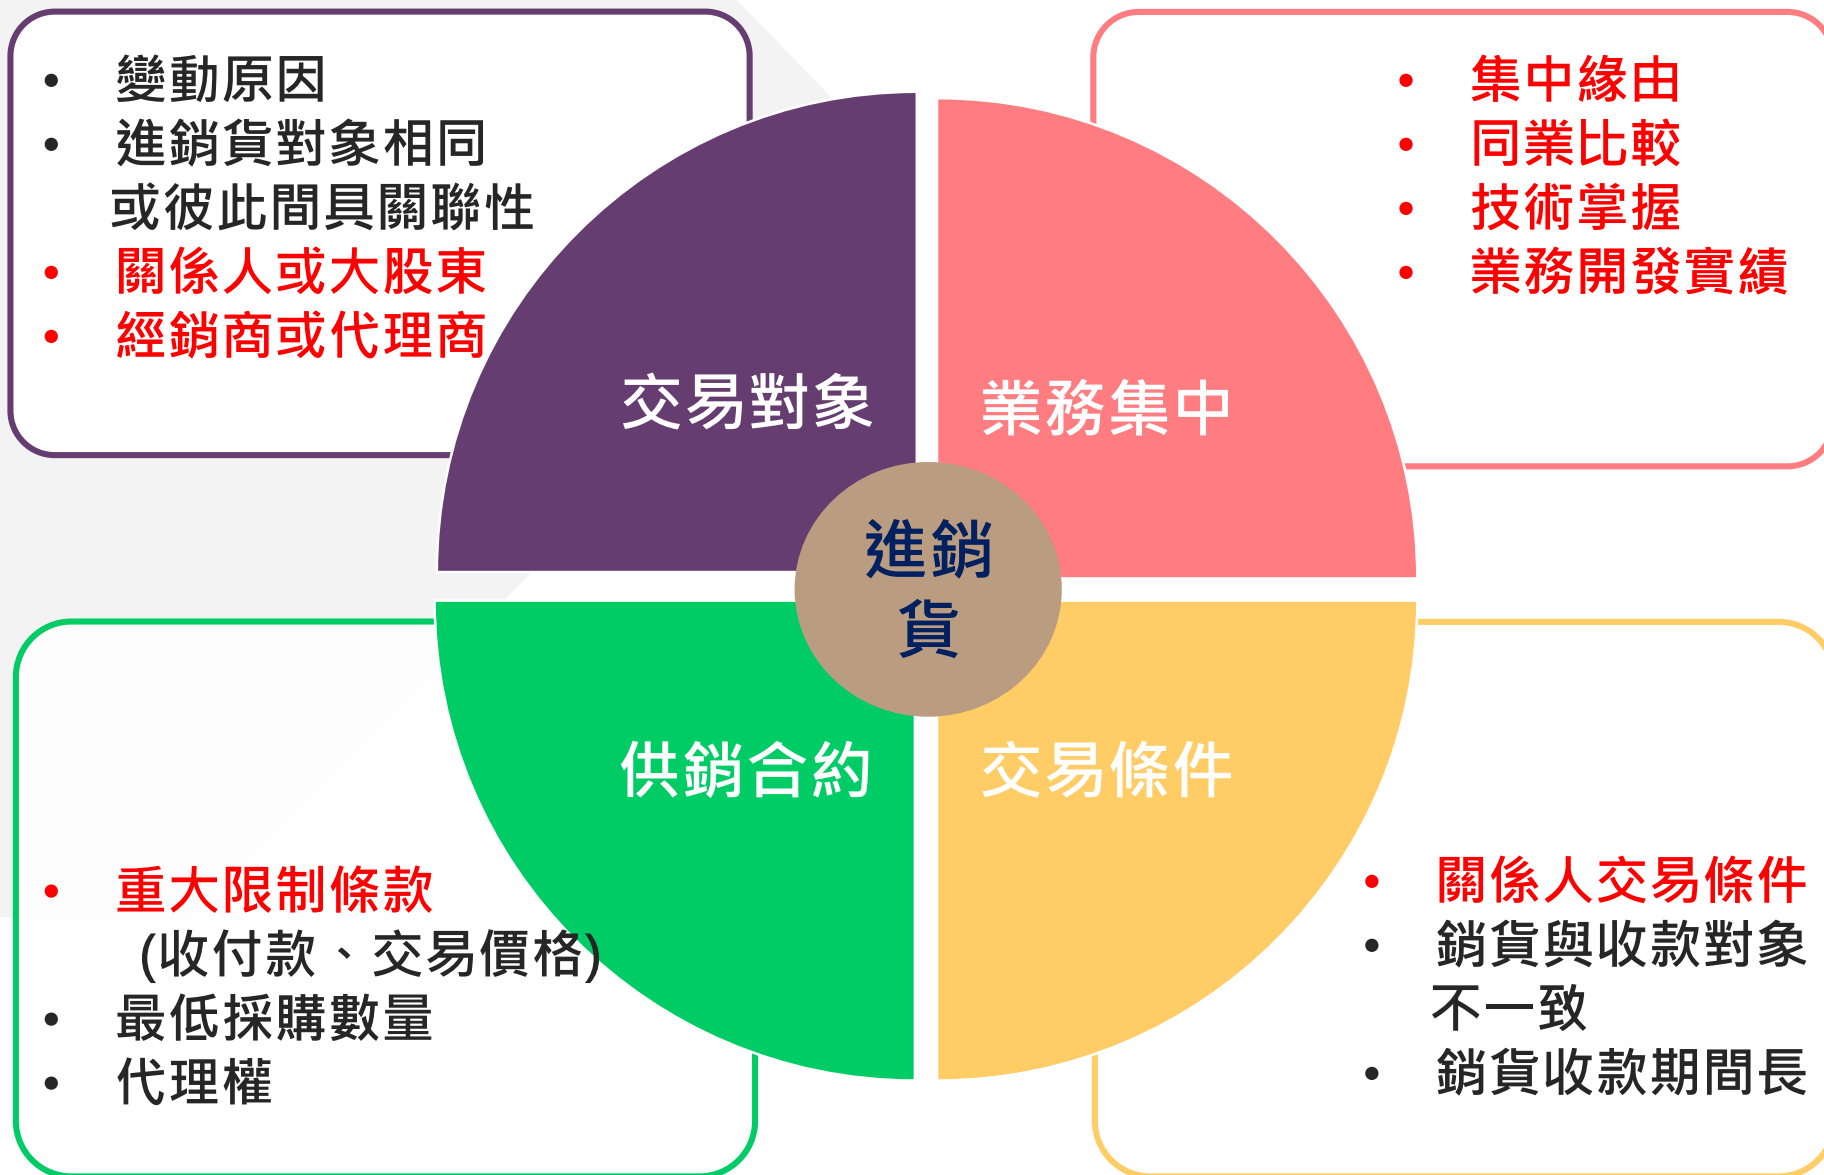 • 變動原因
• 進銷貨對象相同
或彼此間具關聯性
• 關係人或大股東
• 經銷商或代理商
• 集中緣由
• 同業比較
• 技術掌握
• 業務開發實績
交易對象
業務集中
進銷
貨
供銷合約
交易條件
• 重大限制條款
(收付款、交易價格)
• 最低採購數量
• 代理權
• 關係人交易條件
• 銷貨與收款對象
不一致
• 銷貨收款期間長